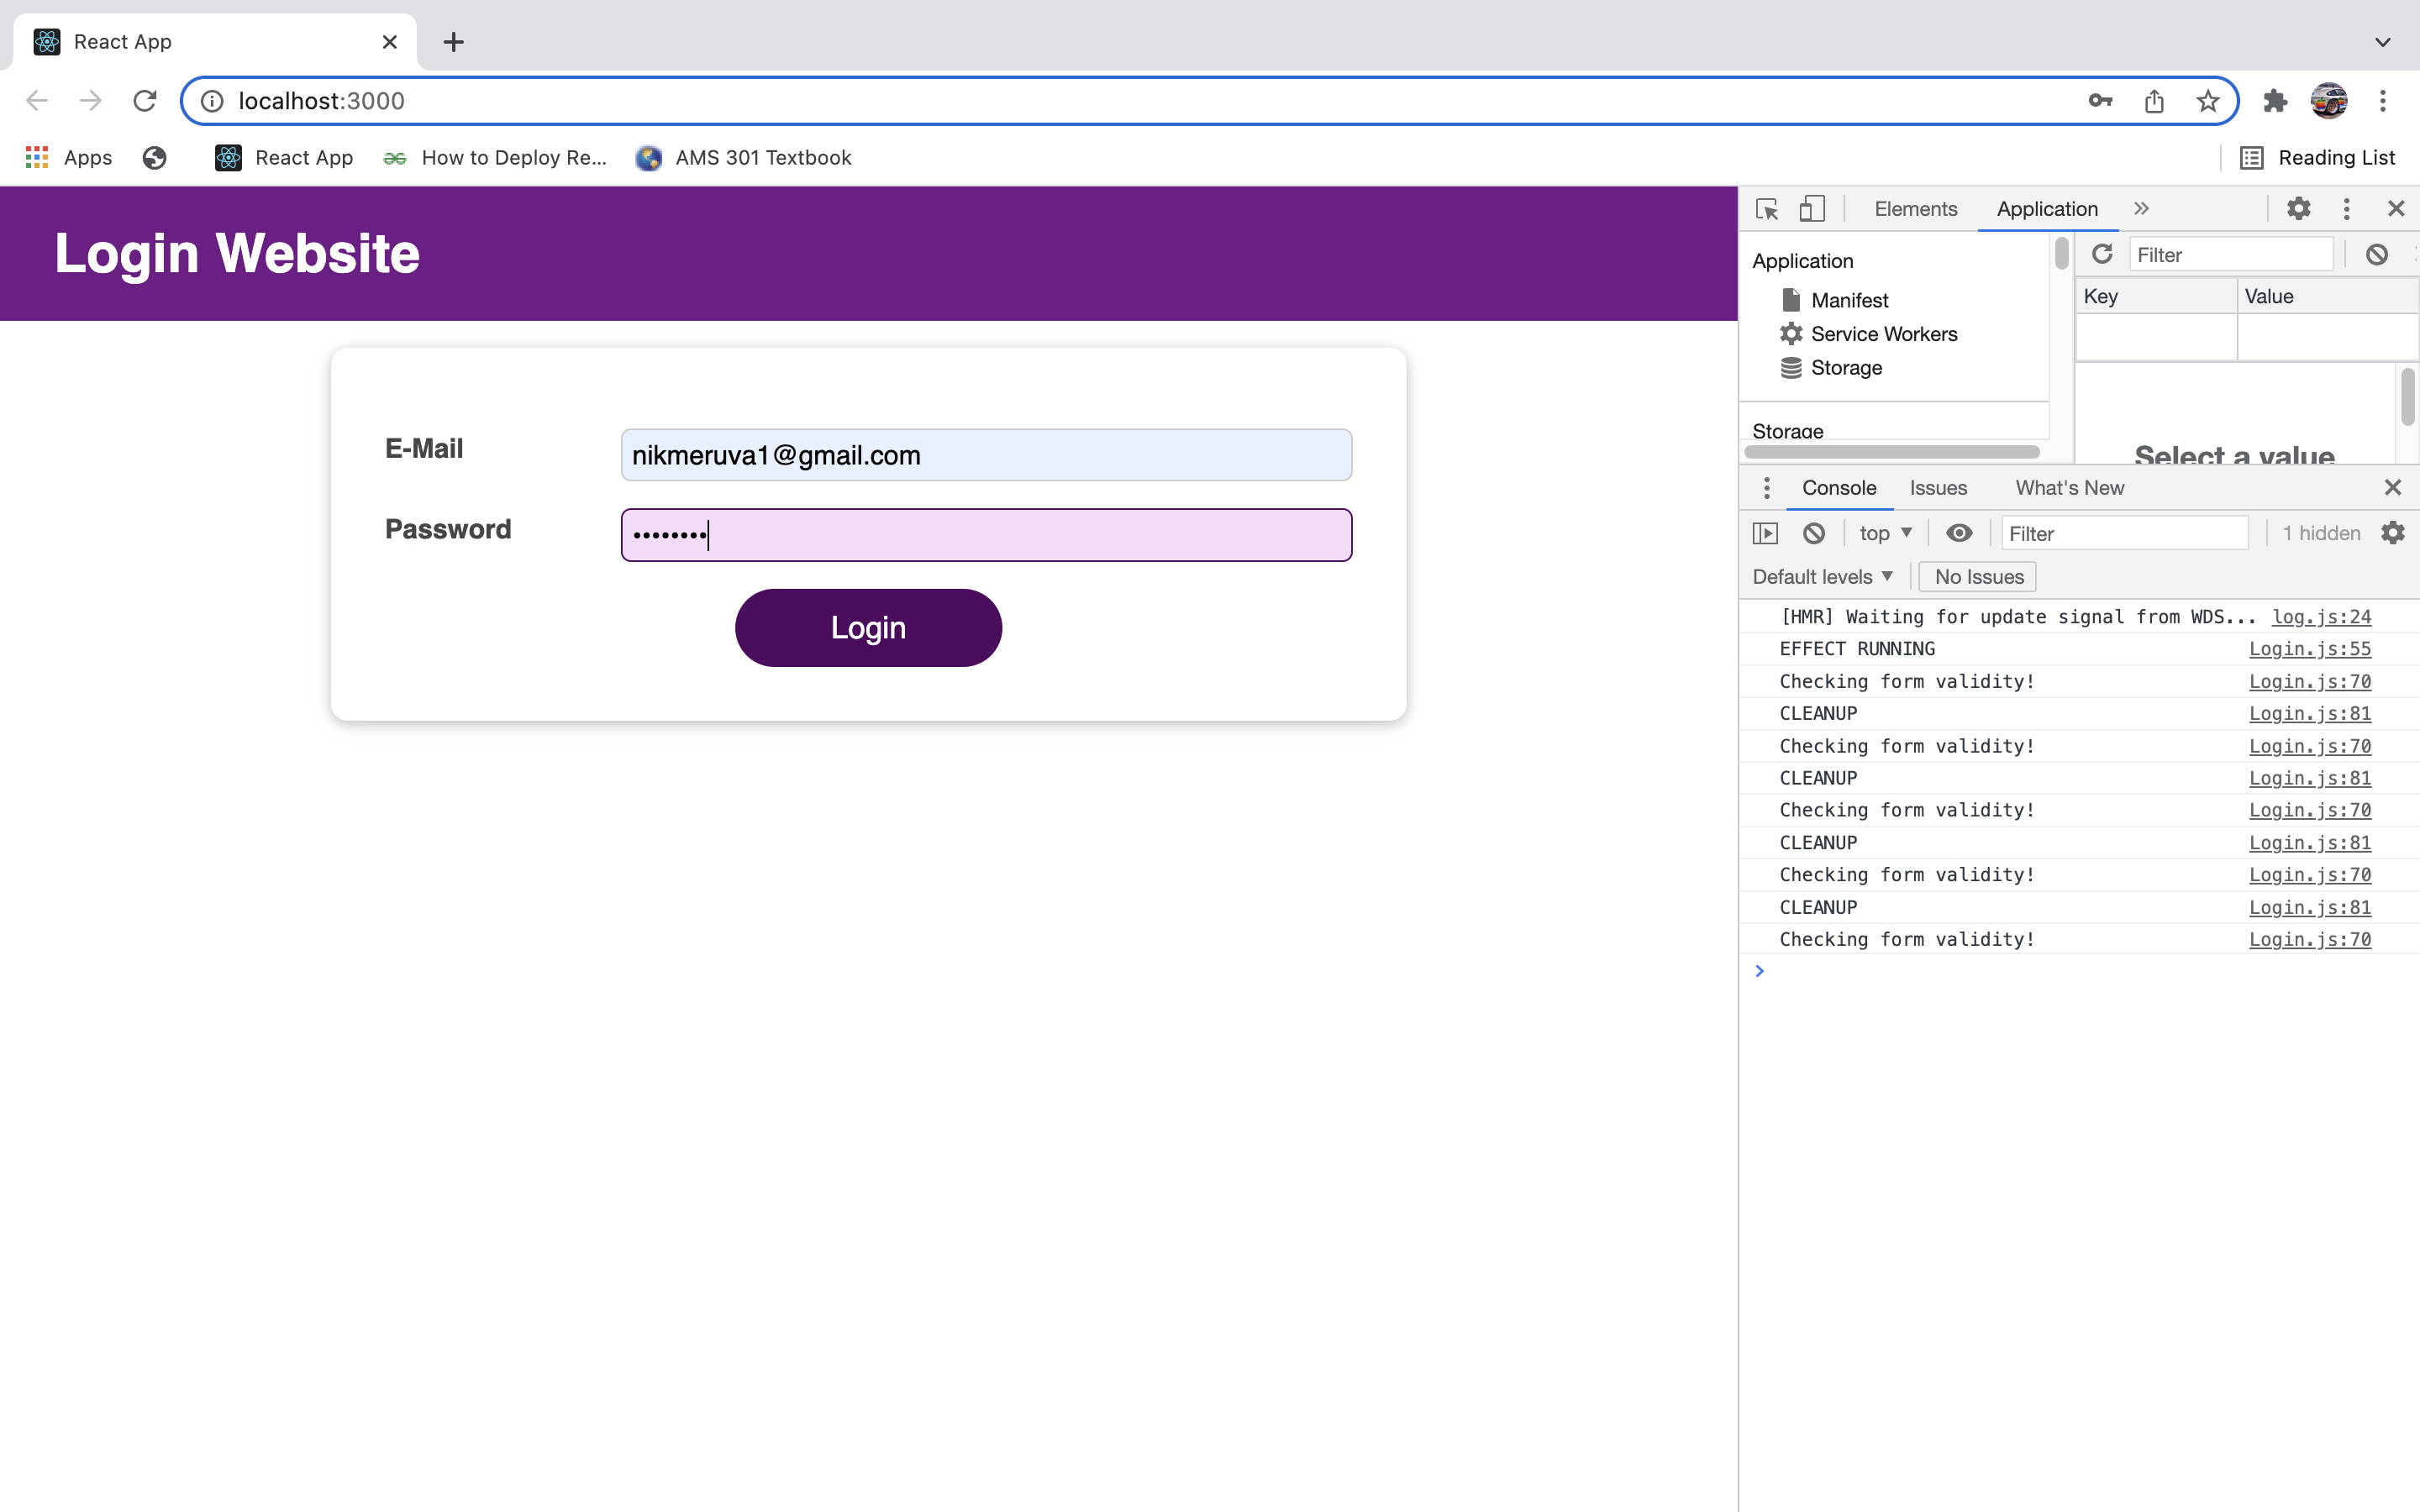 React App
localhost:3000
Apps
React App
How to Deploy Re...
AMS 301 Textbook
Reading List
Login Website
E-Mail
nikmeruva1@gmail.com
Password
••••••••
Login
Elements
Application
Application
Manifest
Service Workers
Storage
Storage
Filter
Key
Value
Select a value
Console
Issues
What's New
top
Filter
1 hidden
Default levels
No Issues
[HMR] Waiting for update signal from WDS... log.js:24
EFFECT RUNNING Login.js:55
Checking form validity! Login.js:70
CLEANUP Login.js:81
Checking form validity! Login.js:70
CLEANUP Login.js:81
Checking form validity! Login.js:70
CLEANUP Login.js:81
Checking form validity! Login.js:70
CLEANUP Login.js:81
Checking form validity! Login.js:70